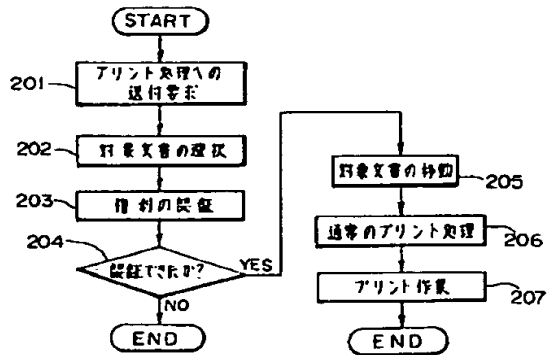 START
201
プリント処理への
送付要求
202
対象文書の選択
203
権利の認証
204
認証できたか?
YES
NO
END
対象文書の移動
205
通常のプリント処理
206
プリント作業
207
END